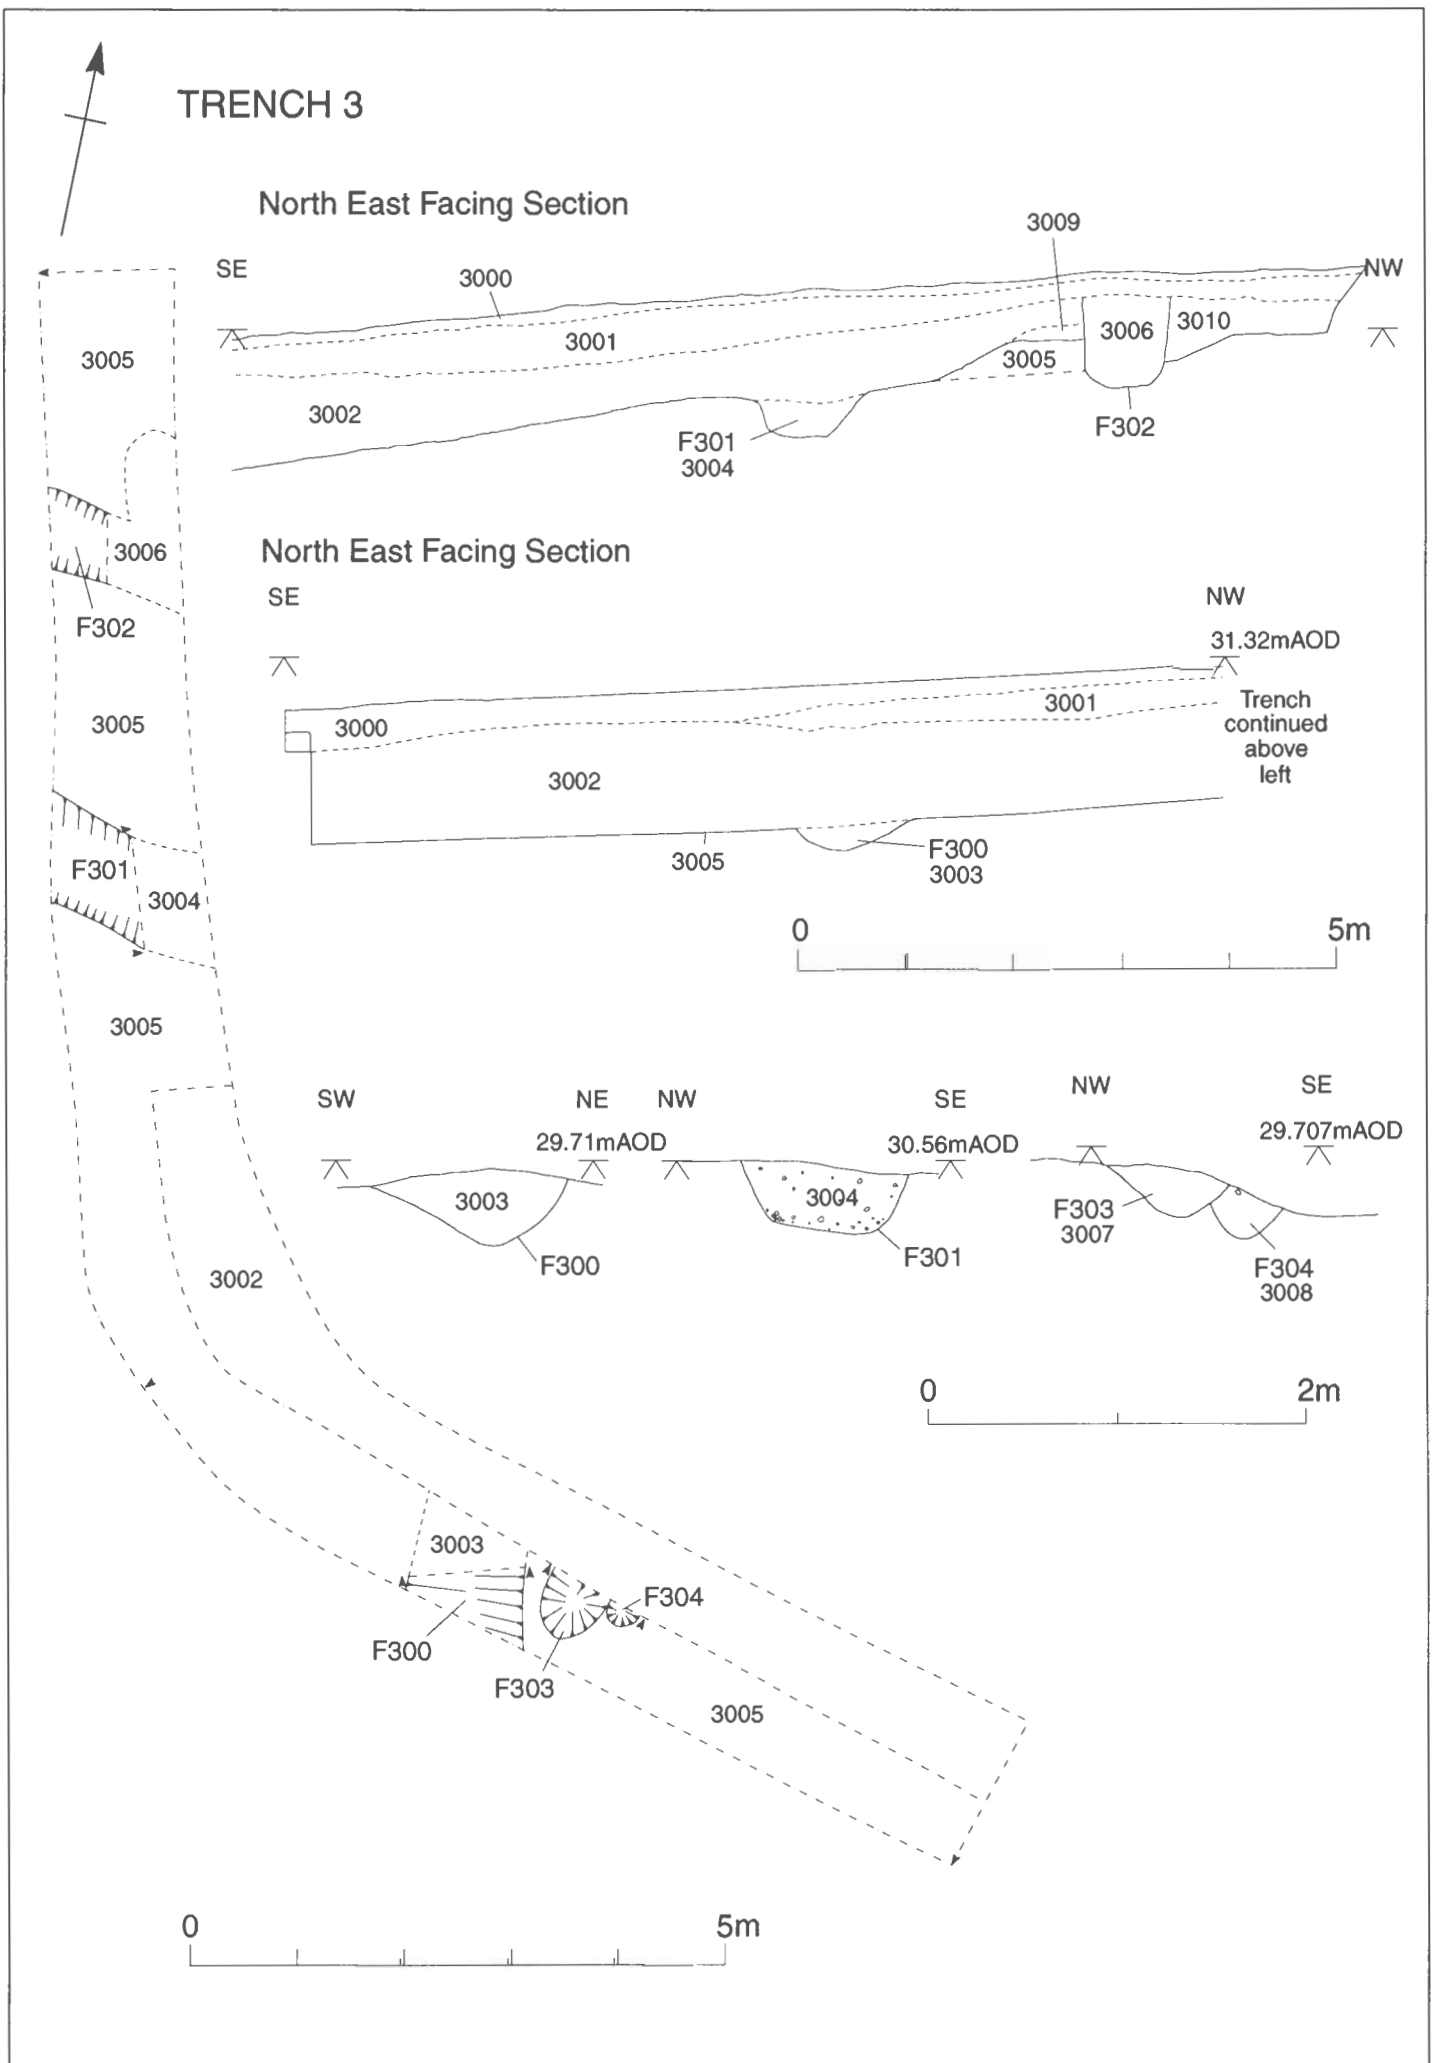 TRENCH 3
North East Facing Section
3009
SE
3000
NW
3001
3006
3010
3005
3005
3002
F301
3004
F302
3006
North East Facing Section
SE
NW
F302
31.32mAOD
3005
3000
3001
Trench
continued
above
left
3002
F301
3004
3005
F300
3003
0 5m
3005
SW
NE
NW
SE
NW
SE
29.71mAOD
30.56mAOD
29.707mAOD
3003
3004
F303
3007
F300
F301
F304
3008
3002
0 2m
3003
F304
F300
F303
3005
0 5m